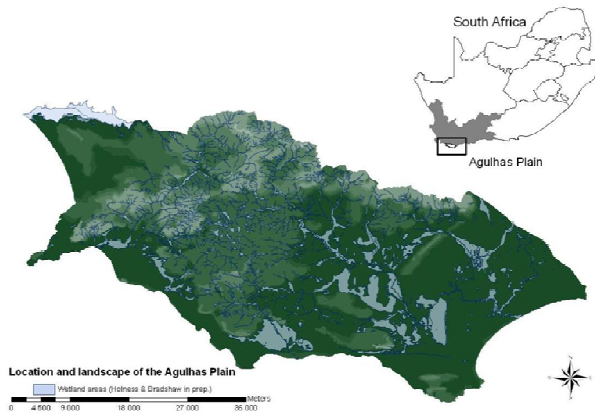 South Africa
Agulhas Plain
Location and landscape of the Agulhas Plain
Wetland areas (Holness & Bradshaw in prep.)
Meters
0 4 500 9 000 18 000 27 000 36 000